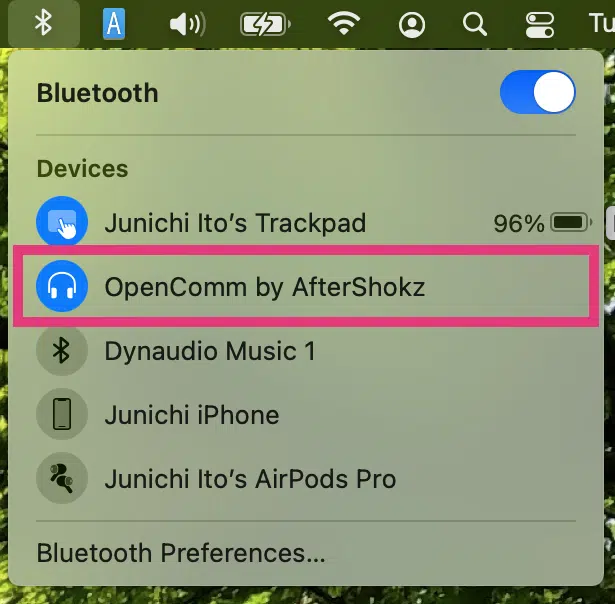 A
Tu
Bluetooth
Devices
Junichi Ito's Trackpad 96%
OpenComm by AfterShokz
Dynaudio Music 1
Junichi iPhone
Junichi Ito's AirPods Pro
Bluetooth Preferences...